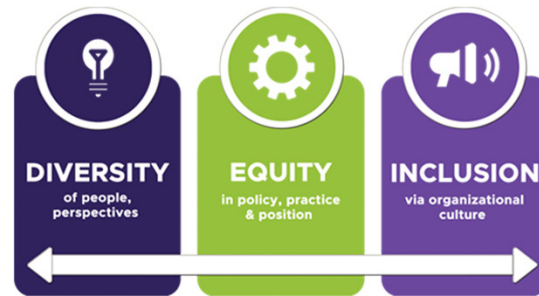 DIVERSITY
of people,
perspectives
EQUITY
in policy, practice
& position
INCLUSION
via organizational
culture